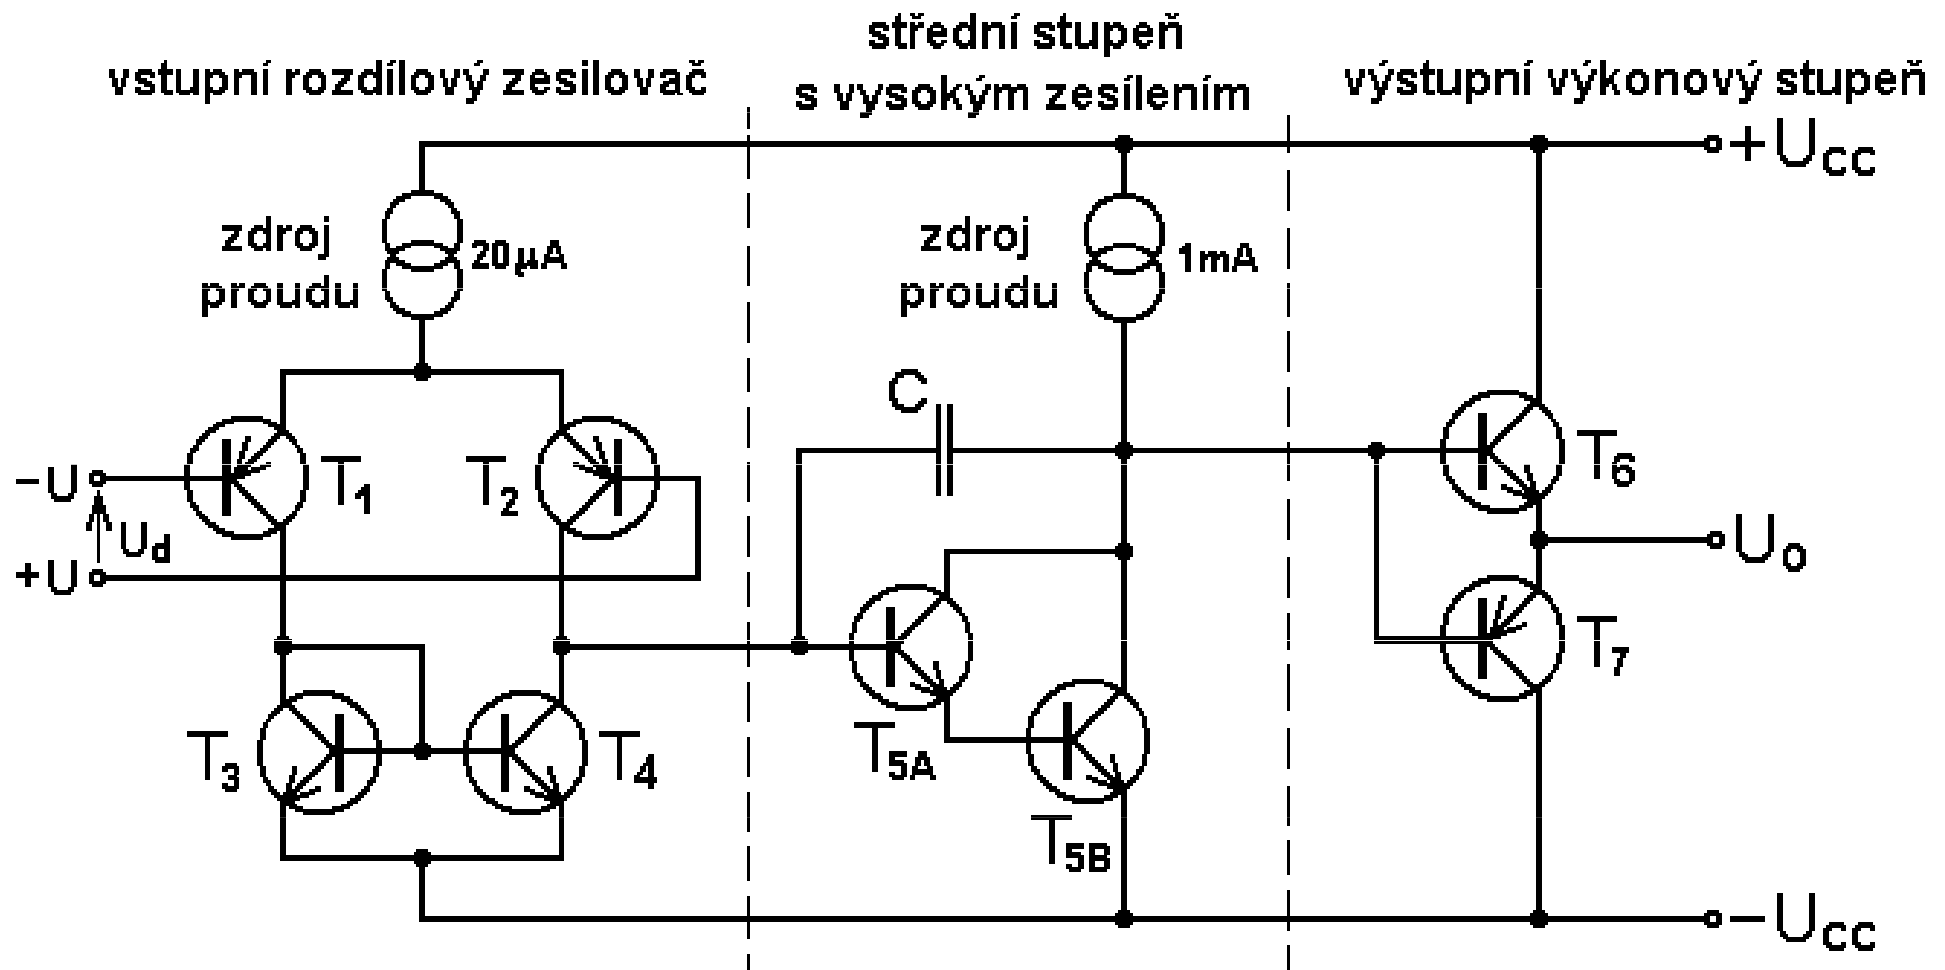 vstupní rozdílový zesilovač
střední stupeň
s vysokým zesílením
výstupní výkonový stupeň
+Ucc
zdroj
proudu
20µA
zdroj
proudu
1mA
C
-U
Ud
+U
T1
T2
T6
Uo
T7
T3
T4
T5A
T5B
-Ucc